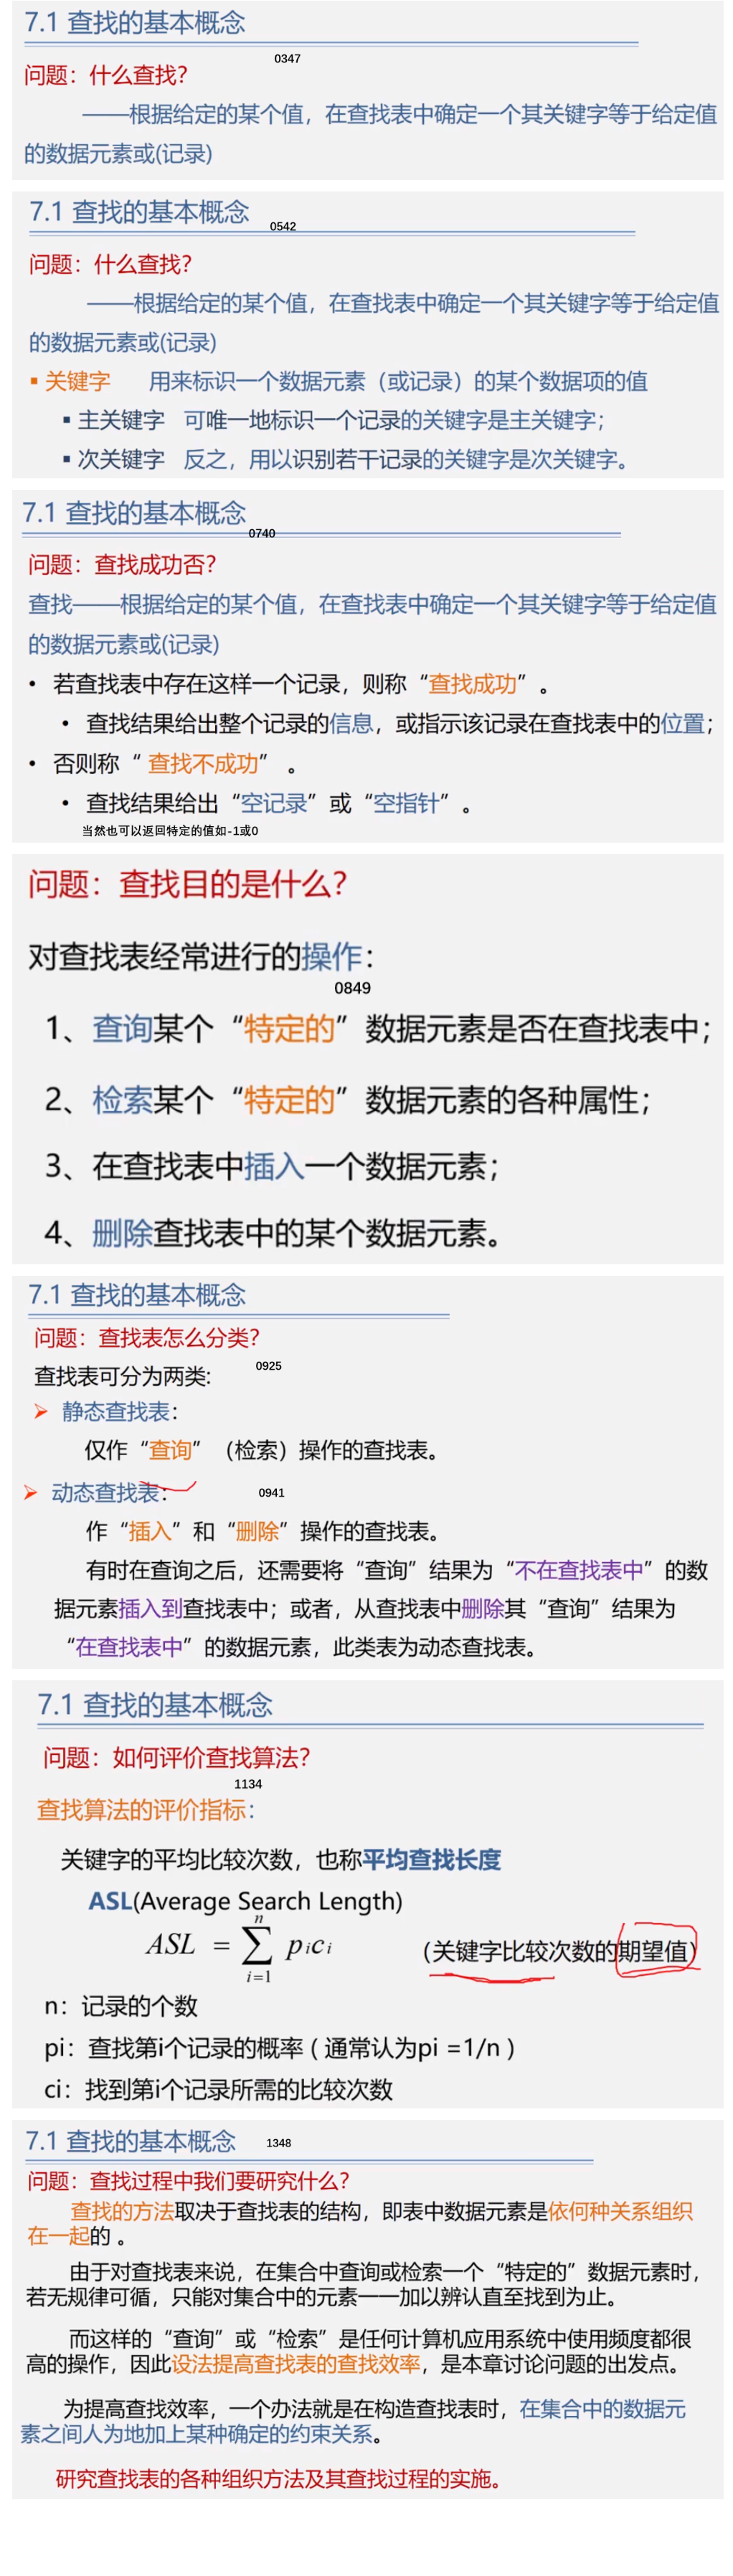 7.1 查找的基本概念
0347
问题：什么查找？
——根据给定的某个值，在查找表中确定一个其关键字等于给定值
的数据元素或(记录)
7.1 查找的基本概念
0542
问题：什么查找？
——根据给定的某个值，在查找表中确定一个其关键字等于给定值
的数据元素或(记录)
▪ 关键字 用来标识一个数据元素（或记录）的某个数据项的值
▪ 主关键字 可唯一地标识一个记录的关键字是主关键字；
▪ 次关键字 反之，用以识别若干记录的关键字是次关键字。
7.1 查找的基本概念
0740
问题：查找成功否？
查找——根据给定的某个值，在查找表中确定一个其关键字等于给定值
的数据元素或(记录)
• 若查找表中存在这样一个记录，则称“查找成功”。
• 查找结果给出整个记录的信息，或指示该记录在查找表中的位置；
• 否则称“ 查找不成功” 。
• 查找结果给出“空记录”或“空指针”。
当然也可以返回特定的值如-1或0
问题：查找目的是什么？
对查找表经常进行的操作：
0849
1、查询某个“特定的”数据元素是否在查找表中；
2、检索某个“特定的”数据元素的各种属性；
3、在查找表中插入一个数据元素；
4、删除查找表中的某个数据元素。
7.1 查找的基本概念
问题：查找表怎么分类？
0925
查找表可分为两类:
➢ 静态查找表：
仅作“查询”（检索）操作的查找表。
➢ 动态查找表：
0941
作“插入”和“删除”操作的查找表。
有时在查询之后，还需要将“查询”结果为“不在查找表中”的数
据元素插入到查找表中；或者，从查找表中删除其“查询”结果为
“在查找表中”的数据元素，此类表为动态查找表。
7.1 查找的基本概念
问题：如何评价查找算法？
1134
查找算法的评价指标：
关键字的平均比较次数，也称平均查找长度
ASL(Average Search Length)
ASL = ∑ i=1 n pici （关键字比较次数的期望值）
n：记录的个数
pi：查找第i个记录的概率 ( 通常认为pi =1/n )
ci：找到第i个记录所需的比较次数
7.1 查找的基本概念
1348
问题：查找过程中我们要研究什么？
查找的方法取决于查找表的结构，即表中数据元素是依何种关系组织
在一起的 。
由于对查找表来说，在集合中查询或检索一个“特定的”数据元素时，
若无规律可循，只能对集合中的元素一一加以辨认直至找到为止。
而这样的“查询”或“检索”是任何计算机应用系统中使用频度都很
高的操作，因此设法提高查找表的查找效率，是本章讨论问题的出发点。
为提高查找效率，一个办法就是在构造查找表时，在集合中的数据元
素之间人为地加上某种确定的约束关系。
研究查找表的各种组织方法及其查找过程的实施。